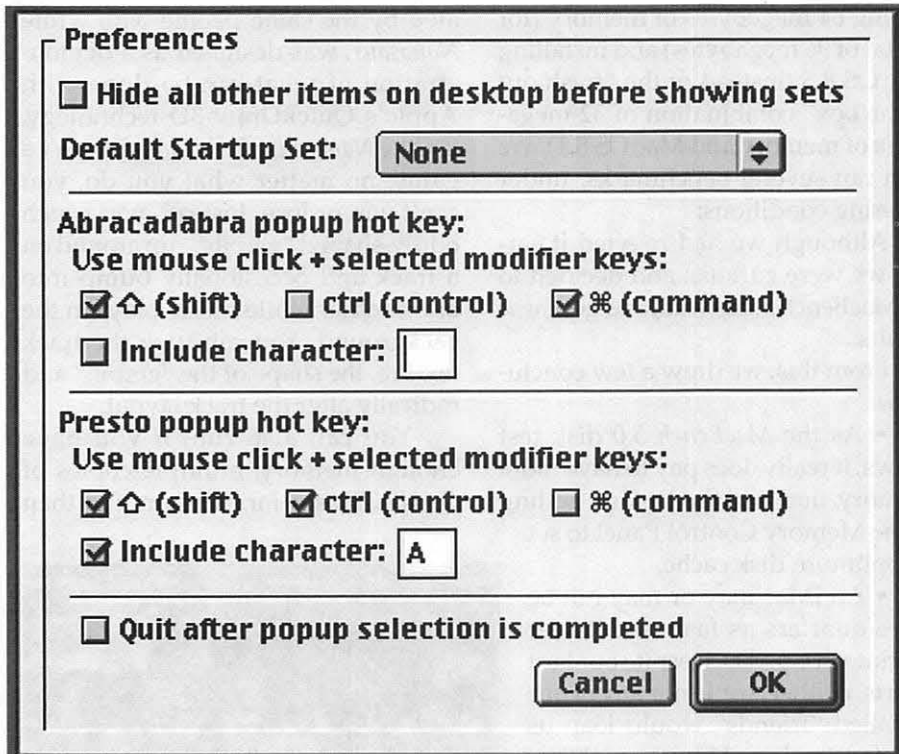 Preferences
Hide all other items on desktop before showing sets
Default Startup Set: None
Abracadabra popup hot key:
Use mouse click + selected modifier keys:
⇧ (shift) ctrl (control) ⌘ (command)
Include character:
Presto popup hot key:
Use mouse click + selected modifier keys:
⇧ (shift) ctrl (control) ⌘ (command)
Include character: A
Quit after popup selection is completed
Cancel OK